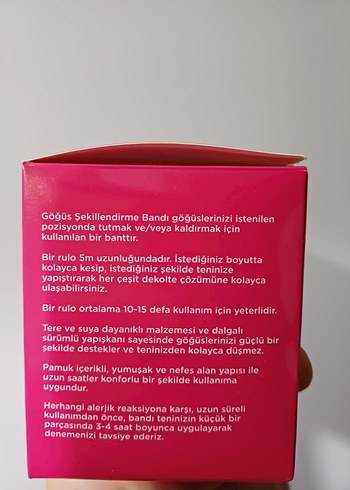 Göğüs Şekillendirme Bandı göğüslerinizi istenilen
pozisyonda tutmak ve/veya kaldırmak için
kullanılan bir banttır.
Bir rulo 5m uzunluğundadır. İstediğiniz boyutta
kolayca kesip, istediğiniz şekilde teninize
yapıştırarak her çeşit dekolte çözümüne kolayca
ulaşabilirsiniz.
Bir rulo ortalama 10-15 defa kullanım için yeterlidir.
Tere ve suya dayanıklı malzemesi ve dalgalı
sürümlü yapışkanı sayesinde göğüslerinizi güçlü bir
şekilde destekler ve teninizden kolayca düşmez.
Pamuk içerikli, yumuşak ve nefes alan yapısı ile
uzun saatler konforlu bir şekilde kullanıma
uygundur.
Herhangi alerjik reaksiyona karşı, uzun süreli
kullanımdan önce, bandı teninizin küçük bir
parçasında 3-4 saat boyunca uygulayarak
denemenizi tavsiye ederiz.